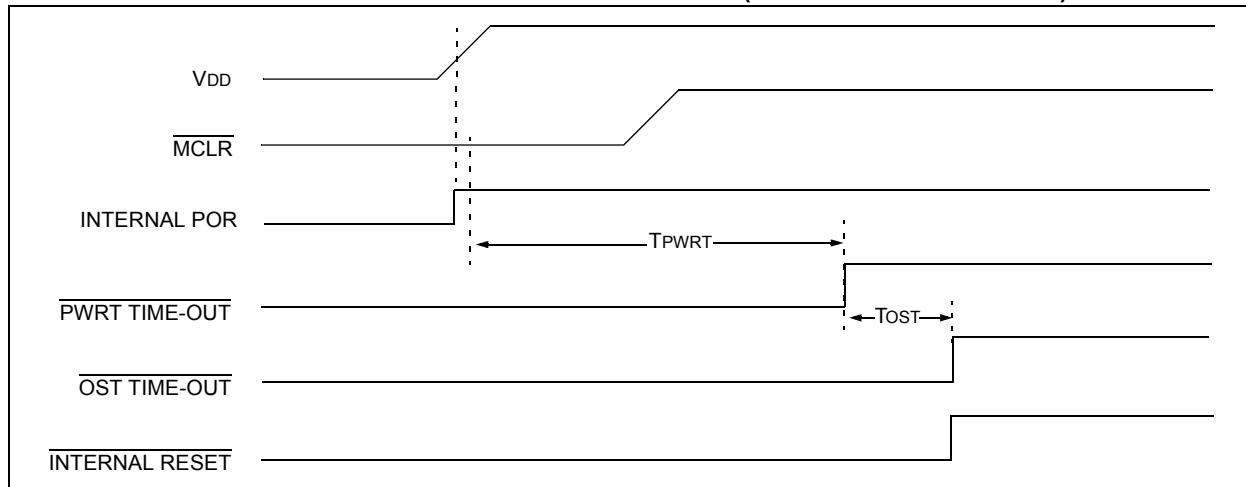 VDD
MCLR
INTERNAL POR
TPWRT
PWRT TIME-OUT
TOST
OST TIME-OUT
INTERNAL RESET